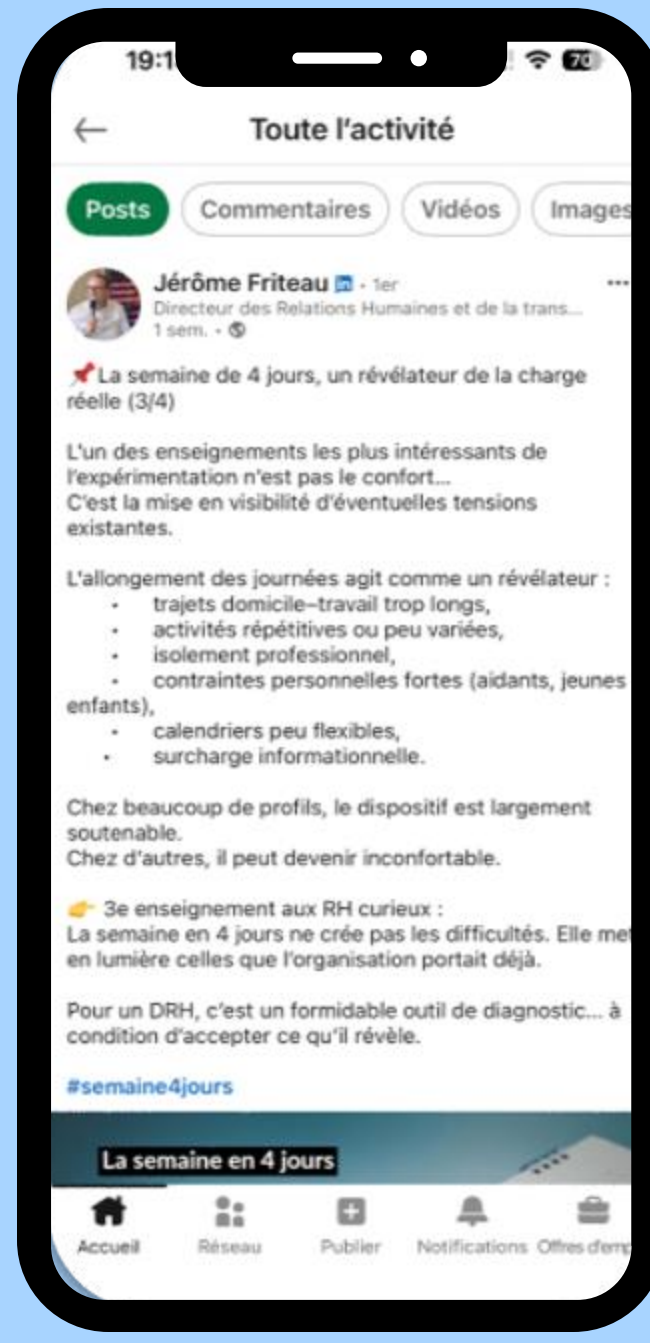 19:1
70
Toute l'activité
Posts
Commentaires
Vidéos
Images
Jérôme Friteau in • 1er
Directeur des Relations Humaines et de la trans...
1 sem. •
📌La semaine de 4 jours, un révélateur de la charge
réelle (3/4)
L'un des enseignements les plus intéressants de
l'expérimentation n'est pas le confort...
C'est la mise en visibilité d'éventuelles tensions
existantes.
L'allongement des journées agit comme un révélateur :
• trajets domicile–travail trop longs,
• activités répétitives ou peu variées,
• isolement professionnel,
• contraintes personnelles fortes (aidants, jeunes
enfants),
• calendriers peu flexibles,
• surcharge informationnelle.
Chez beaucoup de profils, le dispositif est largement
soutenable.
Chez d'autres, il peut devenir inconfortable.
👉 3e enseignement aux RH curieux :
La semaine en 4 jours ne crée pas les difficultés. Elle met
en lumière celles que l'organisation portait déjà.
Pour un DRH, c'est un formidable outil de diagnostic... à
condition d'accepter ce qu'il révèle.
#semaine4jours
La semaine en 4 jours
Accueil
Réseau
Publier
Notifications
Offres d'emp